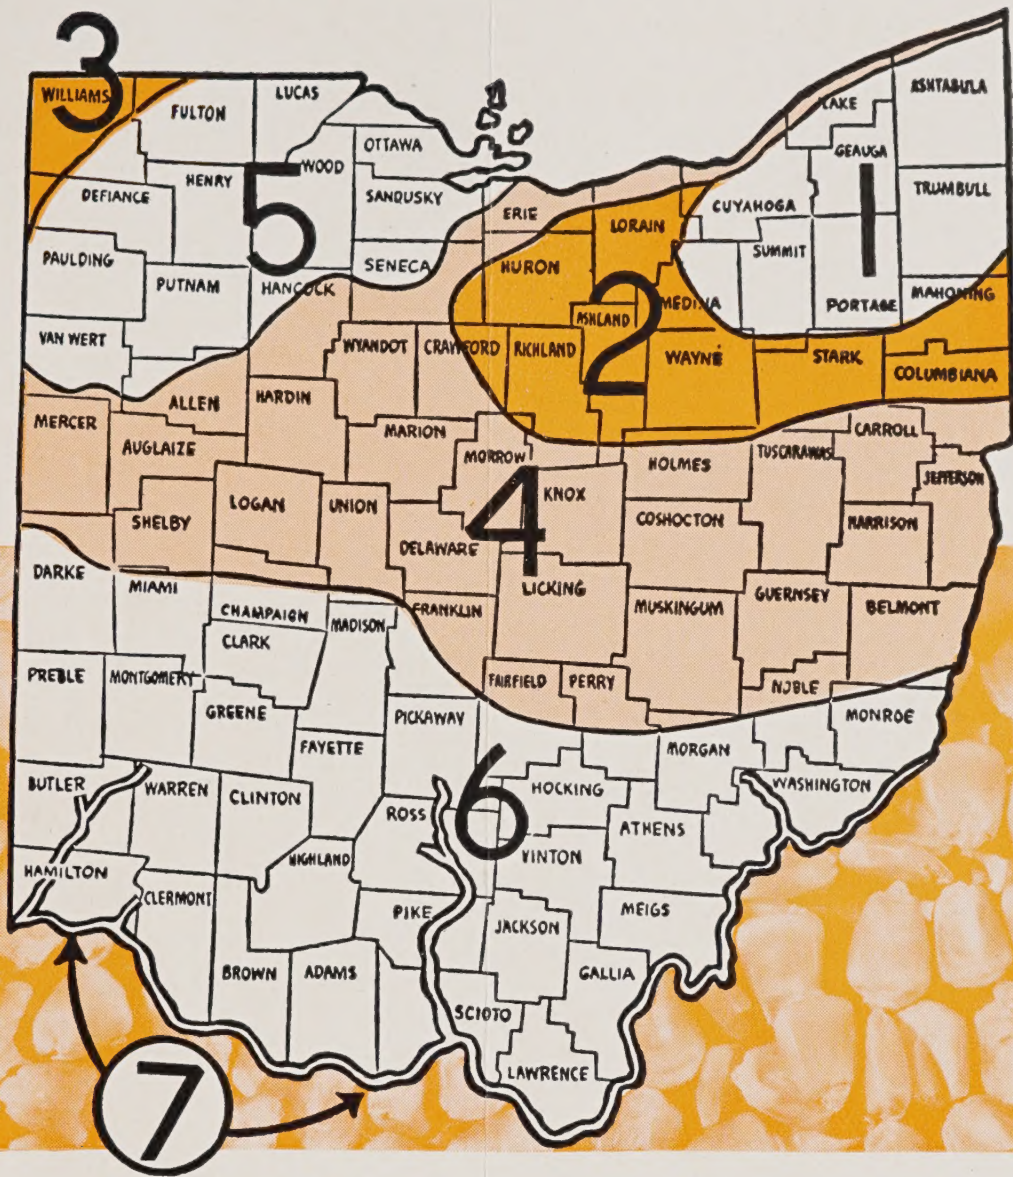 3
WILLIAMS
FULTON
LUCAS
OTTAWA
WOOD
HENRY
5
DEFIANCE
SANDUSKY
SENECA
PAULDING
PUTNAM
HANCOCK
VAN WERT
ERIE
LORAIN
HURON
2
ASHLAND
MEDINA
CRAWFORD
RICHLAND
WAYNE
STARK
COLUMBIANA
MAHONING
LAKE
ASHTABULA
GEAUGA
1
CUYAHOGA
TRUMBULL
SUMMIT
PORTAGE
WYANDOT
MERCER
ALLEN
HARDIN
AUGLAIZE
MARION
MORROW
4
KNOX
HOLMES
TUSCARAWAS
CARROLL
JEFFERSON
SHELBY
LOGAN
UNION
DELAWARE
COSHOCTON
HARRISON
LICKING
FRANKLIN
MUSKINGUM
GUERNSEY
BELMONT
FAIRFIELD
PERRY
NOBLE
DARKE
MIAMI
CHAMPAIGN
CLARK
MADISON
PREBLE
MONTGOMERY
GREENE
PICKAWAY
FAYETTE
MORGAN
MONROE
BUTLER
WARREN
CLINTON
ROSS
6
HOCKING
WASHINGTON
ATHENS
VINTON
HIGHLAND
HAMILTON
CLERMONT
PIKE
JACKSON
MEIGS
BROWN
ADAMS
GALLIA
SCIOTO
LAWRENCE
7